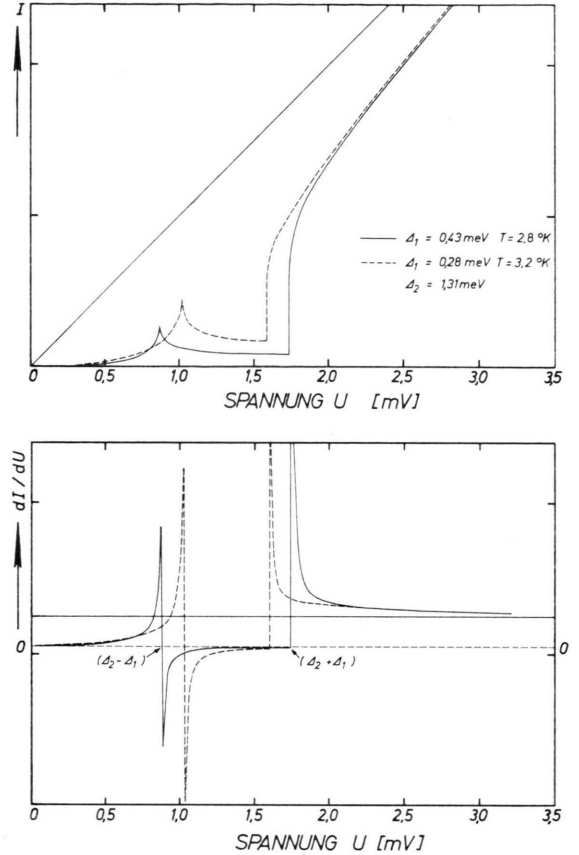 I
Δ₁ = 0,43 meV T = 2,8 °K
Δ₁ = 0,28 meV T = 3,2 °K
Δ₂ = 1,31 meV
0 0,5 1,0 1,5 2,0 2,5 3,0 3,5
SPANNUNG U [mV]
dI/dU
0 0
(Δ₂-Δ₁) (Δ₂+Δ₁)
0 0,5 1,0 1,5 2,0 2,5 3,0 3,5
SPANNUNG U [mV]